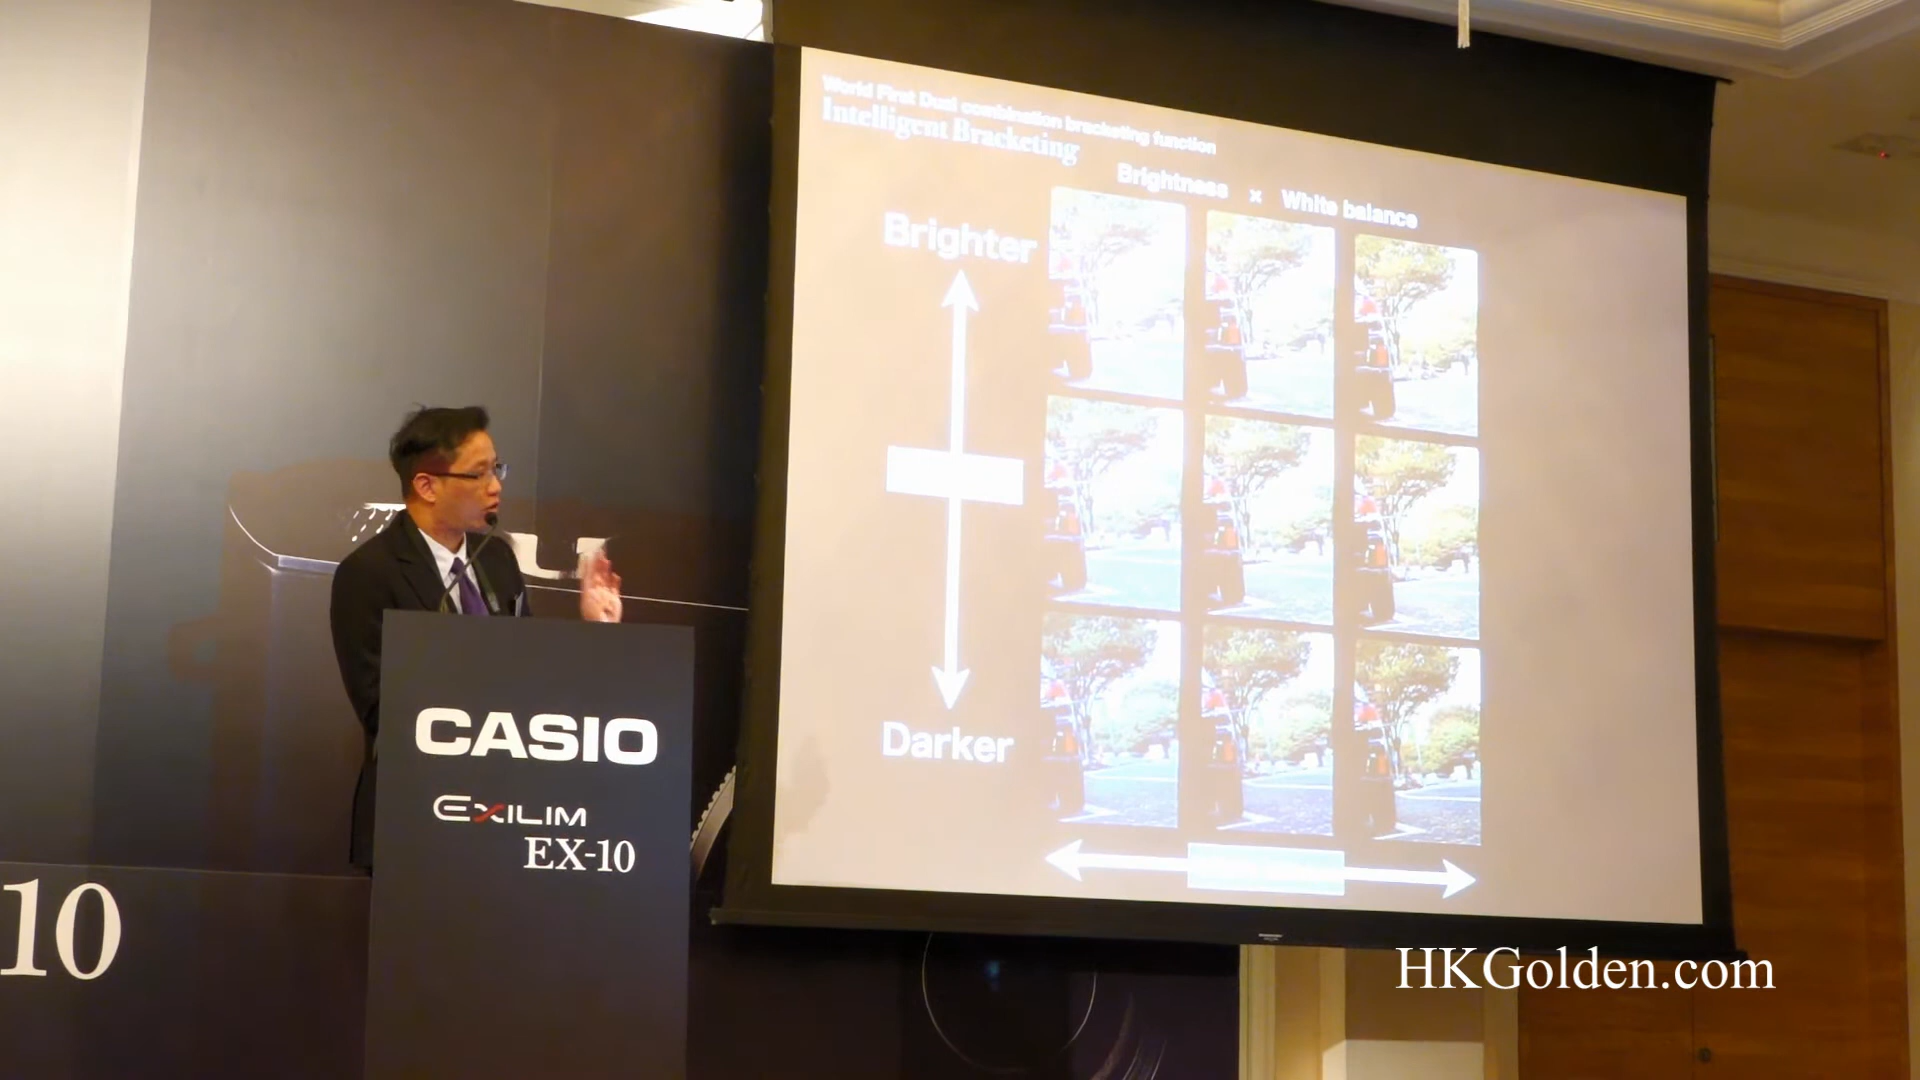 World First Dual combination bracketing function
Intelligent Bracketing
Brightness x White balance
Brighter
Darker
CASIO
EXILIM
EX-10
10
HKGolden.com